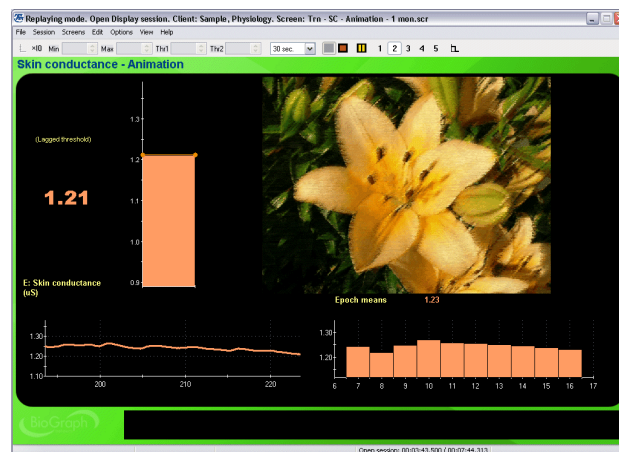 Replaying mode. Open Display session. Client: Sample, Physiology. Screen: Trn - SC - Animation - 1 mon.scr
File Session Screens Edit Options View Help
×10 Min Max Thr1 Thr2 30 sec. 1 2 3 4 5
Skin conductance - Animation
(Lagged threshold)
1.21
1.3
1.2
1.1
1.0
0.9
E: Skin conductance
(uS)
Epoch means 1.23
1.30
1.20
1.10
200 210 220
1.30
1.20
6 7 8 9 10 11 12 13 14 15 16 17
BioGraph
Open session: 00:03:43.500 / 00:07:44.313